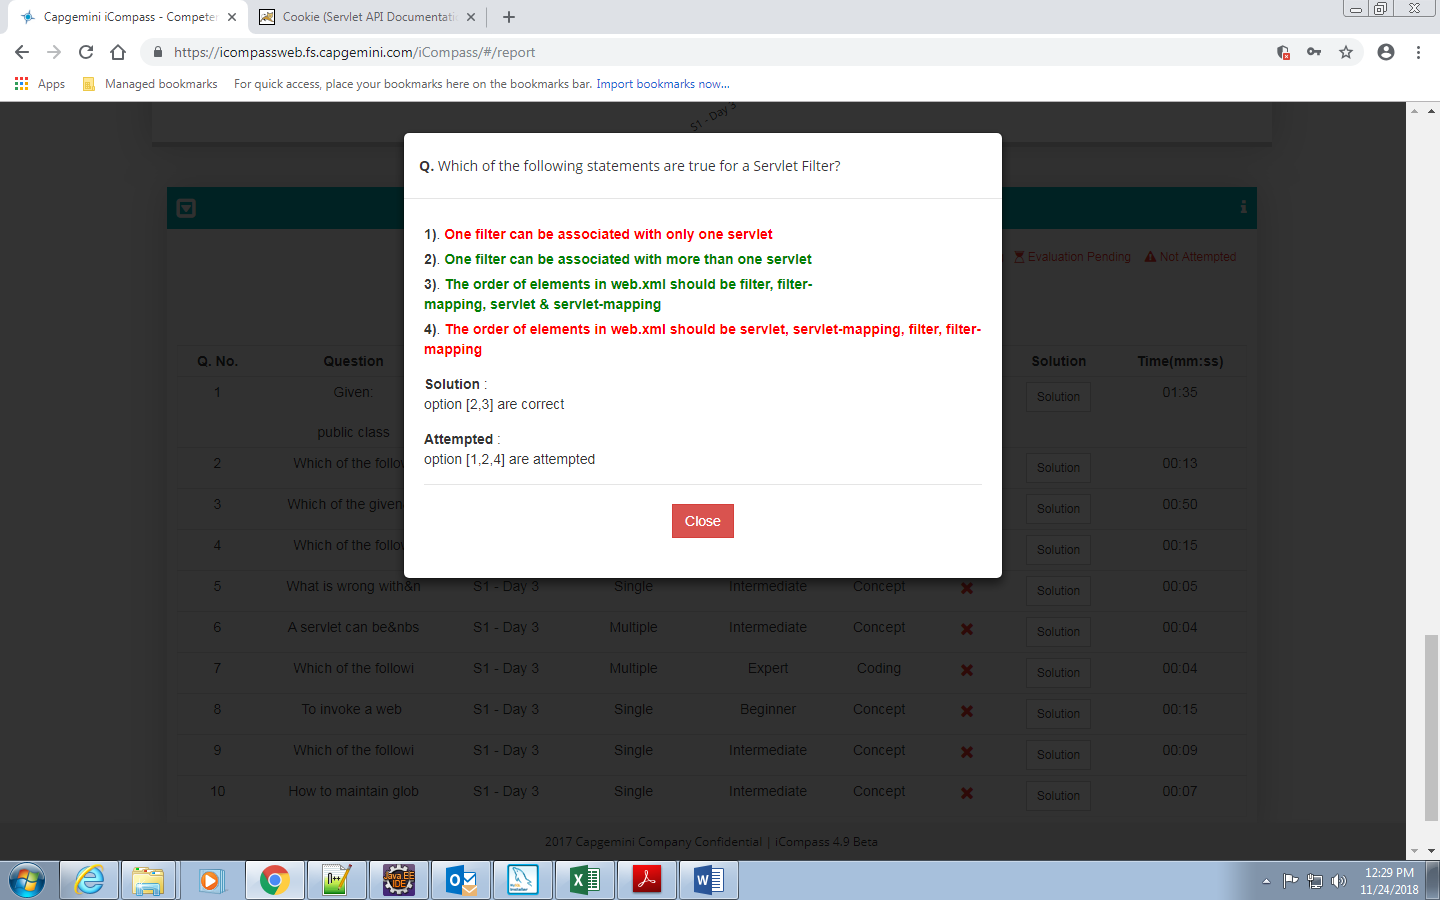 Capgemini iCompass - Competen
Cookie (Servlet API Documentati
https://icompassweb.fs.capgemini.com/iCompass/#/report
Apps
Managed bookmarks
For quick access, place your bookmarks here on the bookmarks bar. Import bookmarks now...
S1 - Day 3
Q. Which of the following statements are true for a Servlet Filter?
1). One filter can be associated with only one servlet
2). One filter can be associated with more than one servlet
3). The order of elements in web.xml should be filter, filter-
mapping, servlet & servlet-mapping
4). The order of elements in web.xml should be servlet, servlet-mapping, filter, filter-
mapping
Solution :
option [2,3] are correct
Attempted :
option [1,2,4] are attempted
Close
Evaluation Pending Not Attempted
Q. No. Question Solution Time(mm:ss)
1 Given: Solution 01:35
public class
2 Which of the follo Solution 00:13
3 Which of the given Solution 00:50
4 Which of the follo Solution 00:15
5 What is wrong with&n S1 - Day 3 Single Intermediate Concept Solution 00:05
6 A servlet can be&nbs S1 - Day 3 Multiple Intermediate Concept Solution 00:04
7 Which of the followi S1 - Day 3 Multiple Expert Coding Solution 00:04
8 To invoke a web S1 - Day 3 Single Beginner Concept Solution 00:15
9 Which of the followi S1 - Day 3 Single Intermediate Concept Solution 00:09
10 How to maintain glob S1 - Day 3 Single Intermediate Concept Solution 00:07
2017 Capgemini Company Confidential | iCompass 4.9 Beta
Java EE
IDE
12:29 PM
11/24/2018